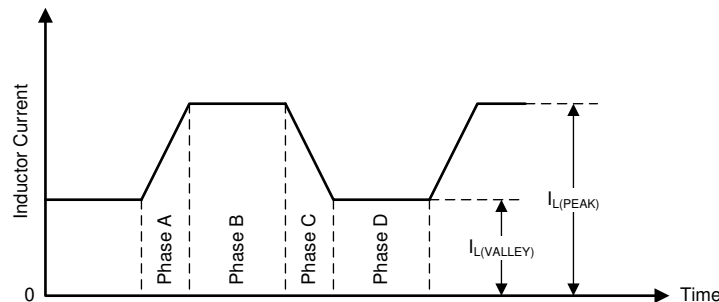 Inductor Current
Phase A
Phase B
Phase C
Phase D
I_L(VALLEY)
I_L(PEAK)
0
Time